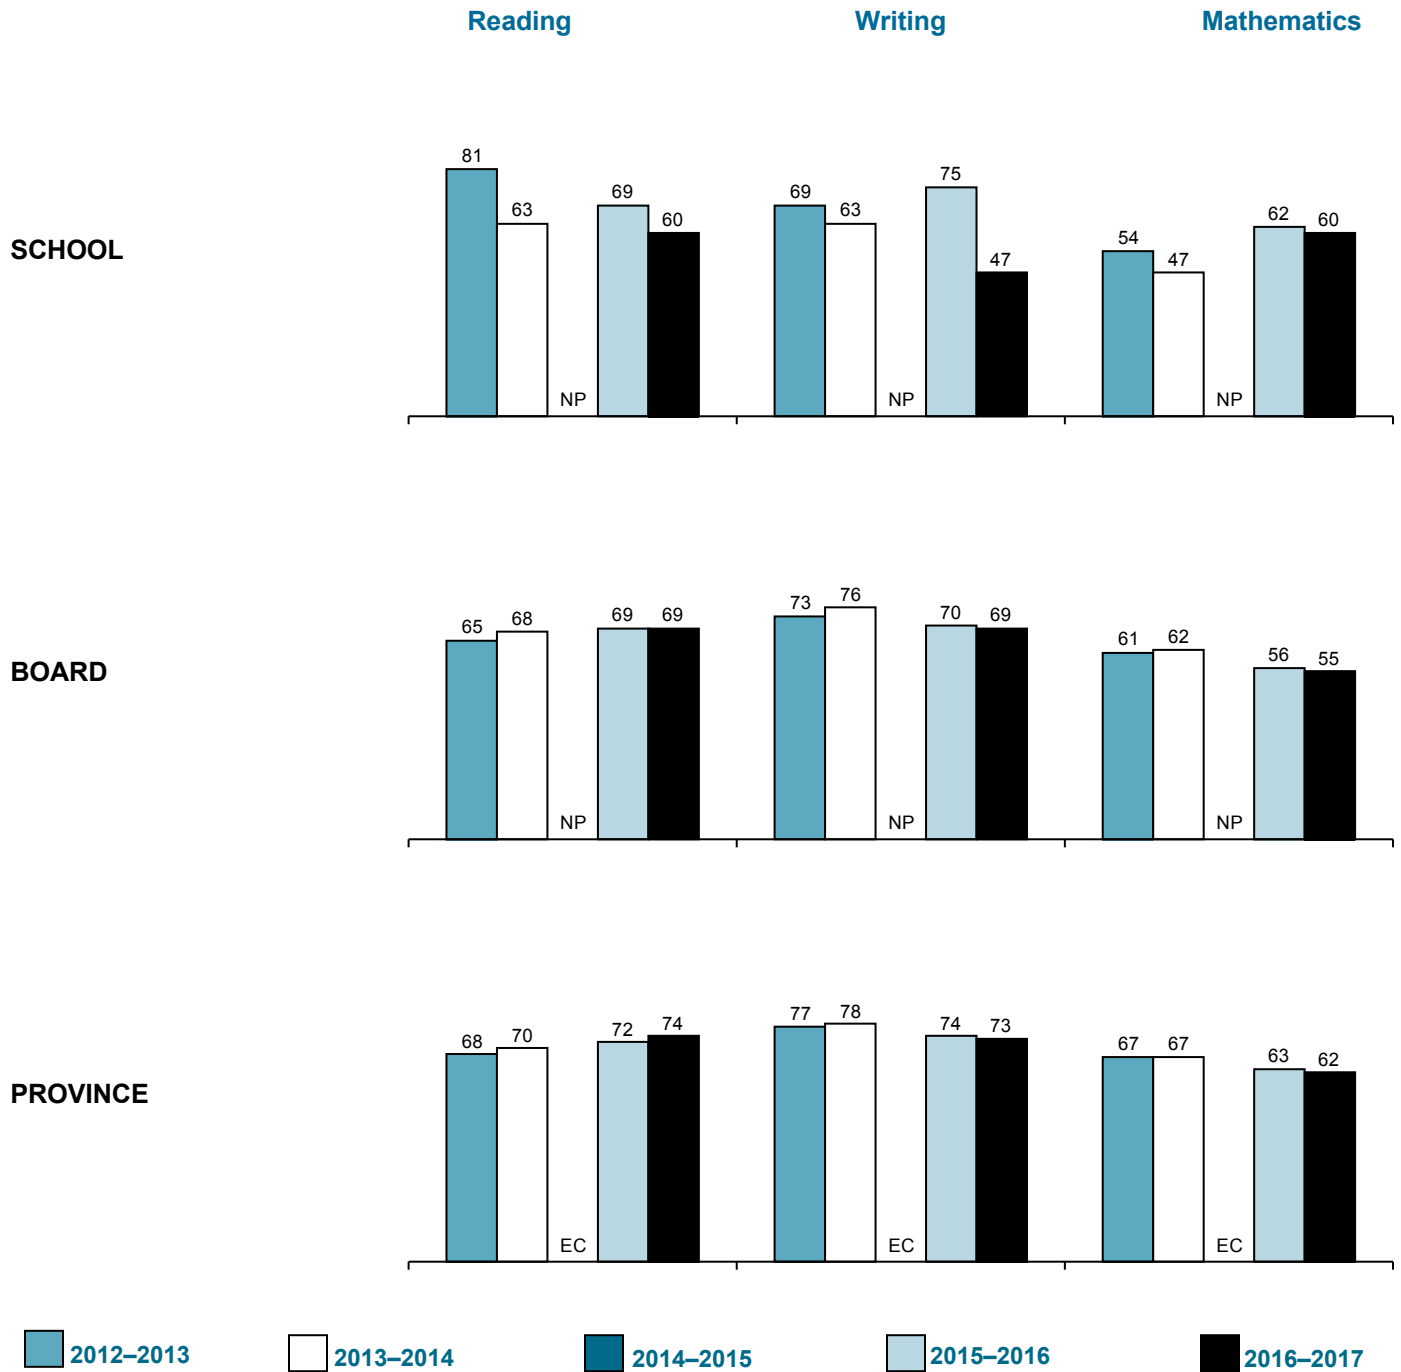 Reading Writing Mathematics
SCHOOL
81 63 NP 69 60 69 63 NP 75 47 54 47 NP 62 60
BOARD
65 68 NP 69 69 73 76 NP 70 69 61 62 NP 56 55
PROVINCE
68 70 EC 72 74 77 78 EC 74 73 67 67 EC 63 62
2012–2013 2013–2014 2014–2015 2015–2016 2016–2017